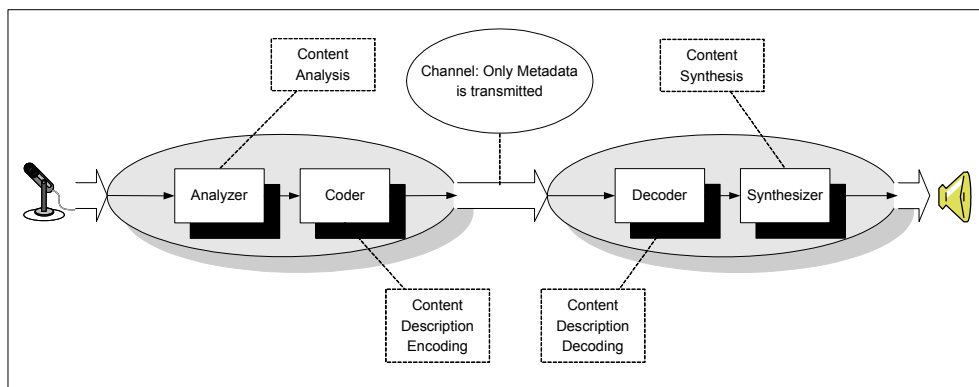 Content
Analysis
Channel: Only Metadata
is transmitted
Content
Synthesis
Analyzer
Coder
Decoder
Synthesizer
Content
Description
Encoding
Content
Description
Decoding